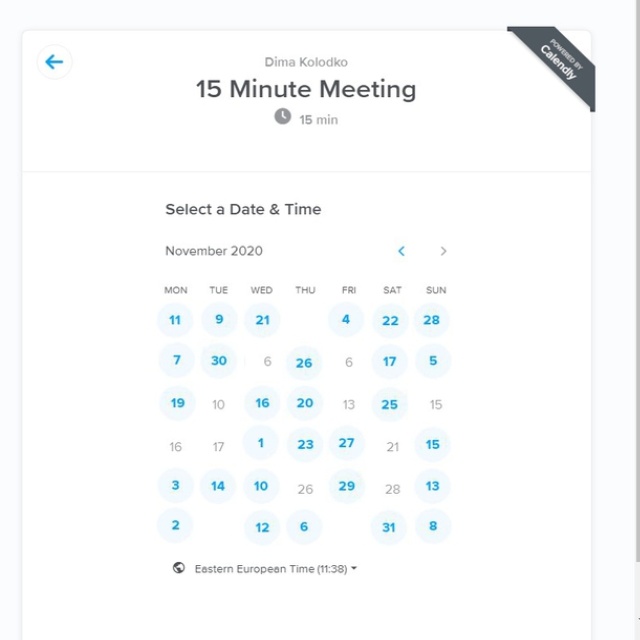 POWERED BY
Calendly
Dima Kolodko
15 Minute Meeting
15 min
Select a Date & Time
November 2020
MON TUE WED THU FRI SAT SUN
11 9 21 4 22 28
7 30 6 26 6 17 5
19 10 16 20 13 25 15
16 17 1 23 27 21 15
3 14 10 26 29 28 13
2 12 6 31 8
Eastern European Time (11:38)